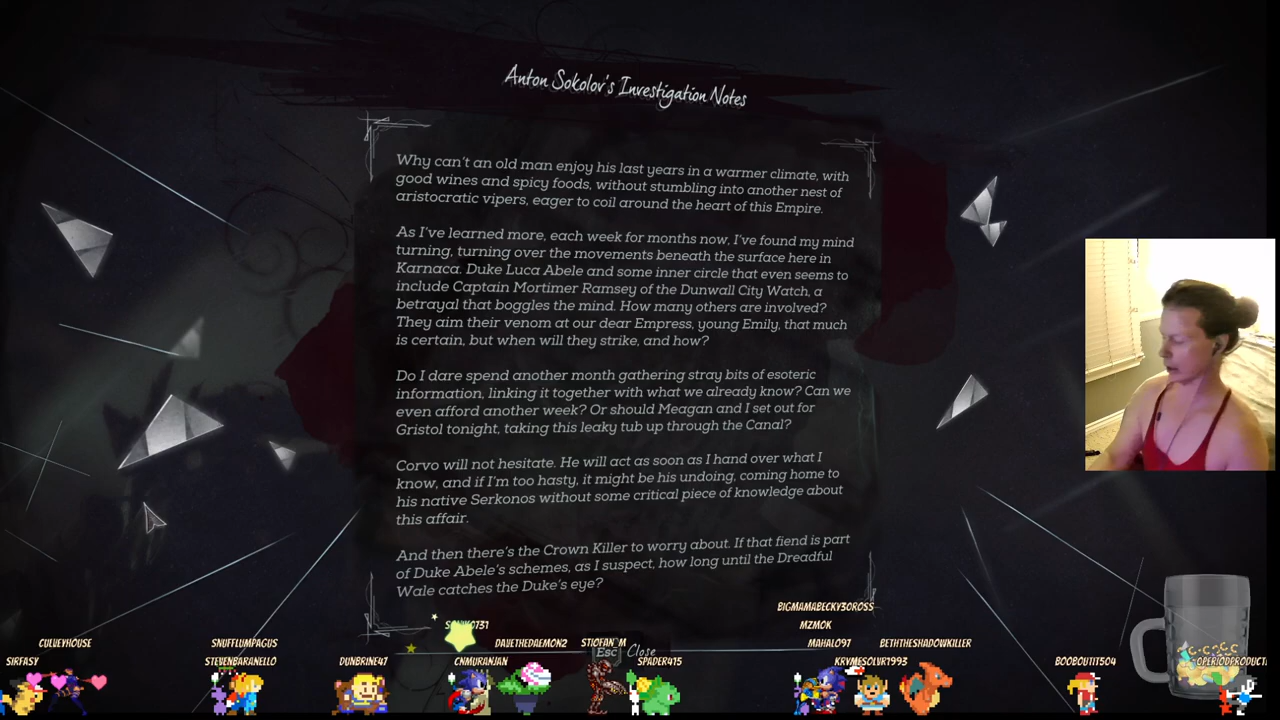 Anton Sokolov's Investigation Notes
Why can't an old man enjoy his last years in a warmer climate, with
good wines and spicy foods, without stumbling into another nest of
aristocratic vipers, eager to coil around the heart of this Empire.
As I've learned more, each week for months now, I've found my mind
turning, turning over the movements beneath the surface here in
Karnaca. Duke Luca Abele and some inner circle that even seems to
include Captain Mortimer Ramsey of the Dunwall City Watch, a
betrayal that boggles the mind. How many others are involved?
They aim their venom at our dear Empress, young Emily, that much
is certain, but when will they strike, and how?
Do I dare spend another month gathering stray bits of esoteric
information, linking it together with what we already know? Can we
even afford another week? Or should Meagan and I set out for
Gristol tonight, taking this leaky tub up through the Canal?
Corvo will not hesitate. He will act as soon as I hand over what I
know, and if I'm too hasty, it might be his undoing, coming home to
his native Serkonos without some critical piece of knowledge about
this affair.
And then there's the Crown Killer to worry about. If that fiend is part
of Duke Abele's schemes, as I suspect, how long until the Dreadful
Wale catches the Duke's eye?
BIGMAMABECKY30ROSS
MZMOK
CULVEYHOUSE
SNUFFLUMPAGUS
DAVETHEDAEMON2
STIOFAN_M
MAHALO97
BETHTHESHADOWKILLER
Esc Close
SIRFASY
STEVENBARANELLO
DUNBRINE47
CNMURANJAN
SPADER415
KRYMESOLVR1993
BOOBOUTIT504